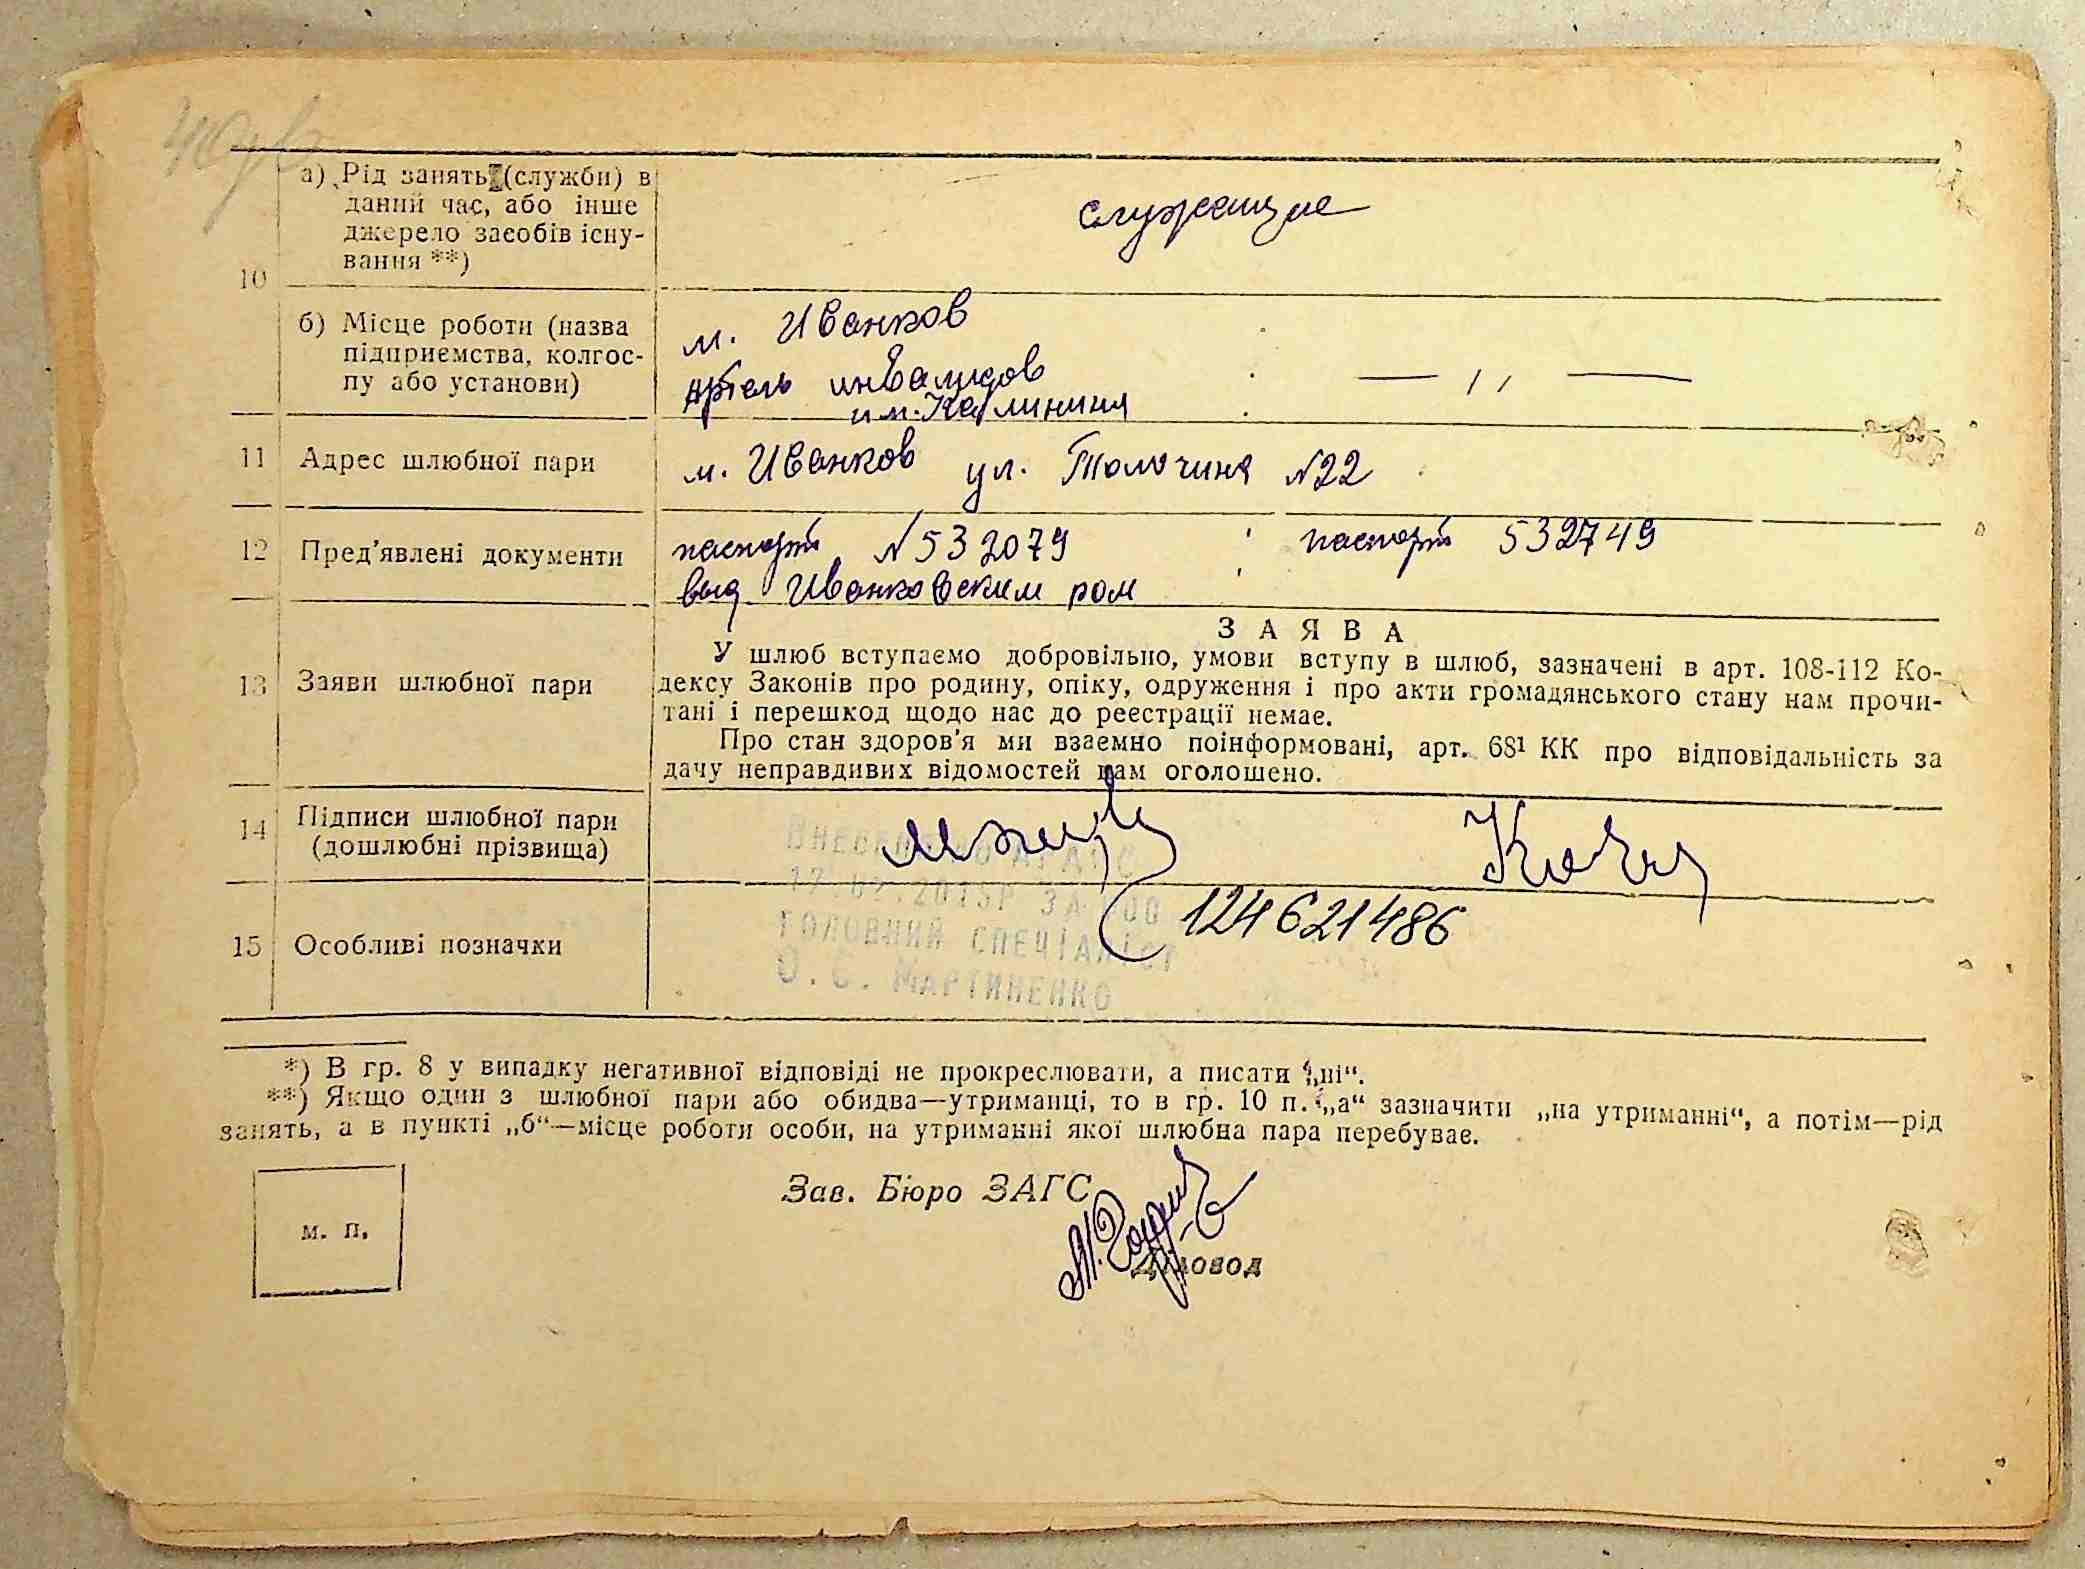 а) Рід занять (служби) в
даний час, або інше
джерело засобів існу-
вання **)
служащие
10
б) Місце роботи (назва
підприємства, колгос-
пу або установи)
м. Иванков
артель инвалидов
им. Калинина
— ,, —
11 Адрес шлюбної пари
м. Иванков ул. Толочина №22
12 Пред'явлені документи
паспорт №532079
паспорт 532749
выд Иванковским ром
13 Заяви шлюбної пари
ЗАЯВА
У шлюб вступаємо добровільно, умови вступу в шлюб, зазначені в арт. 108-112 Ко-
дексу Законів про родину, опіку, одруження і про акти громадянського стану нам прочи-
тані і перешкод щодо нас до реєстрації немає.
Про стан здоров'я ми взаємно поінформовані, арт. 68¹ КК про відповідальність за
дачу неправдивих відомостей нам оголошено.
14 Підписи шлюбної пари
(дошлюбні прізвища)
15 Особливі позначки
124621486
ГОЛОВНИЙ СПЕЦІАЛІСТ
О.С. МАРТИНЕНКО
*) В гр. 8 у випадку негативної відповіді не прокреслювати, а писати „ні“.
**) Якщо один з шлюбної пари або обидва—утриманці, то в гр. 10 п. „а“ зазначити „на утриманні“, а потім—рід
занять, а в пункті „б“—місце роботи особи, на утриманні якої шлюбна пара перебуває.
м. п.
Зав. Бюро ЗАГС
Діловод